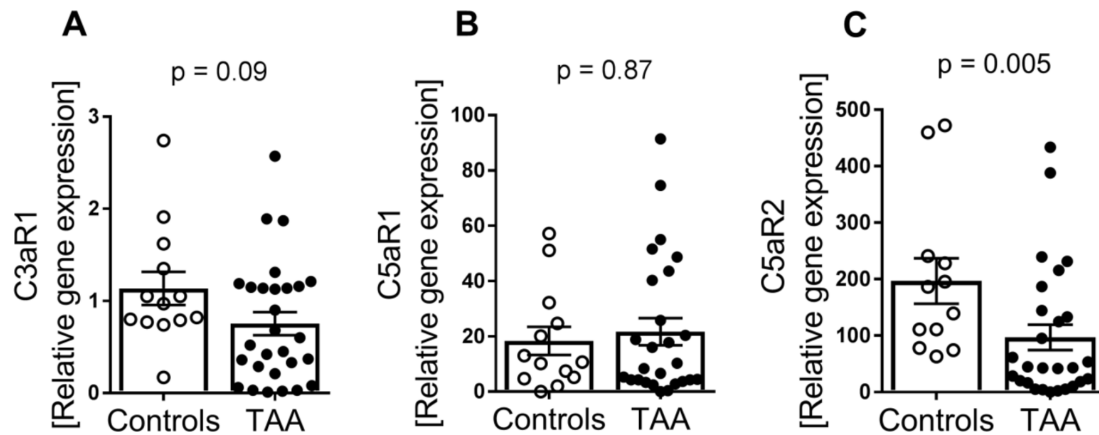 A
p = 0.09
C3aR1
[Relative gene expression]
3
2
1
0
Controls TAA
B
p = 0.87
C5aR1
[Relative gene expression]
100
80
60
40
20
0
Controls TAA
C
p = 0.005
C5aR2
[Relative gene expression]
500
400
300
200
100
0
Controls TAA